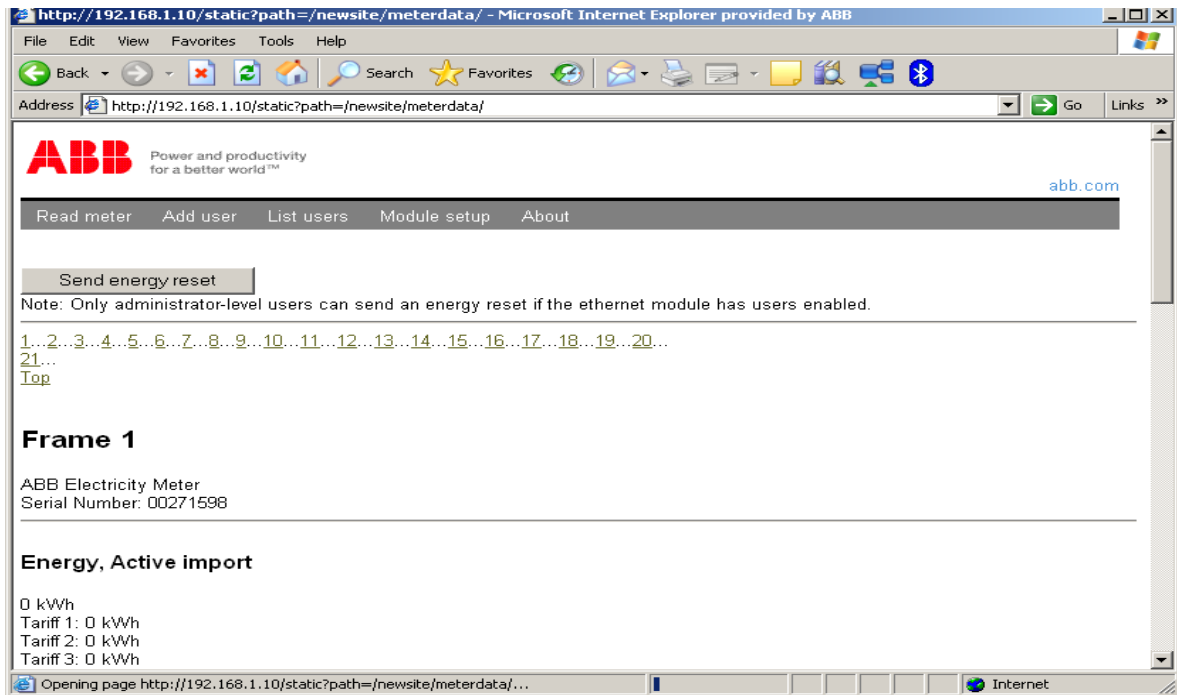 http://192.168.1.10/static?path=/newsite/meterdata/ - Microsoft Internet Explorer provided by ABB
File Edit View Favorites Tools Help
Back Search Favorites
Address http://192.168.1.10/static?path=/newsite/meterdata/ Go Links »
ABB Power and productivity
for a better world™
abb.com
Read meter Add user List users Module setup About
Send energy reset
Note: Only administrator-level users can send an energy reset if the ethernet module has users enabled.
1...2...3...4...5...6...7...8...9...10...11...12...13...14...15...16...17...18...19...20...
21...
Top
Frame 1
ABB Electricity Meter
Serial Number: 00271598
Energy, Active import
0 kWh
Tariff 1: 0 kWh
Tariff 2: 0 kWh
Tariff 3: 0 kWh
Opening page http://192.168.1.10/static?path=/newsite/meterdata/... Internet